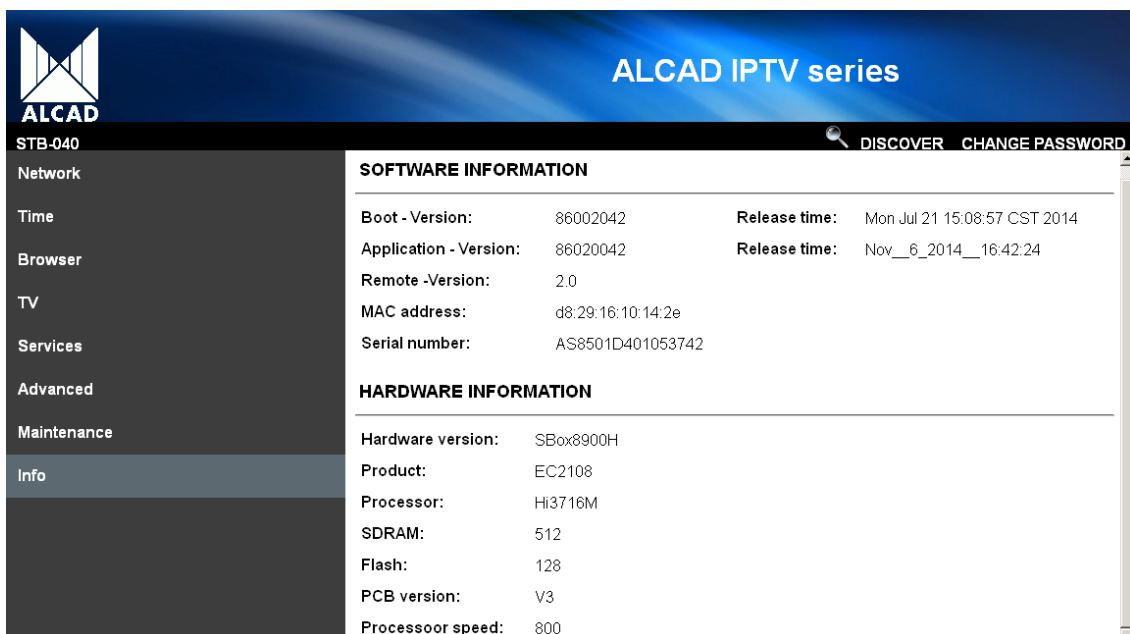 ALCAD IPTV series
ALCAD
STB-040
DISCOVER CHANGE PASSWORD
Network
Time
Browser
TV
Services
Advanced
Maintenance
Info
SOFTWARE INFORMATION
Boot - Version: 86002042 Release time: Mon Jul 21 15:08:57 CST 2014
Application - Version: 86020042 Release time: Nov__6_2014__16:42:24
Remote -Version: 2.0
MAC address: d8:29:16:10:14:2e
Serial number: AS8501D401053742
HARDWARE INFORMATION
Hardware version: SBox8900H
Product: EC2108
Processor: Hi3716M
SDRAM: 512
Flash: 128
PCB version: V3
Processoor speed: 800